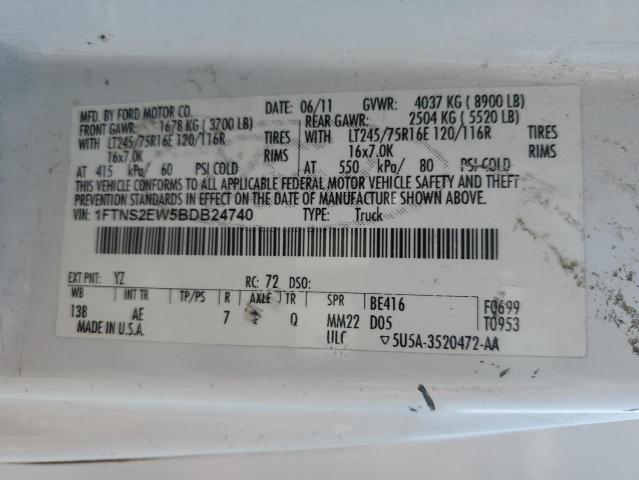 MFD. BY FORD MOTOR CO. DATE: 06/11 GVWR: 4037 KG ( 8900 LB)
FRONT GAWR: 1678 KG ( 3700 LB) REAR GAWR: 2504 KG ( 5520 LB)
WITH LT245/75R16E 120/116R TIRES WITH LT245/75R16E 120/116R TIRES
16x7.0K RIMS 16x7.0K RIMS
AT 415 kPa/ 60 PSI COLD AT 550 kPa/ 80 PSI COLD
THIS VEHICLE CONFORMS TO ALL APPLICABLE FEDERAL MOTOR VEHICLE SAFETY AND THEFT
PREVENTION STANDARDS IN EFFECT ON THE DATE OF MANUFACTURE SHOWN ABOVE.
VIN: 1FTNS2EW5BDB24740 TYPE: Truck
EXT PNT: YZ RC: 72 DSO:
WB INT TR TP/PS R AXLE TR SPR BE416 F0699
138 AE 7 Q MM22 D05 T0953
MADE IN U.S.A. ULC ▽5U5A-3520472-AA